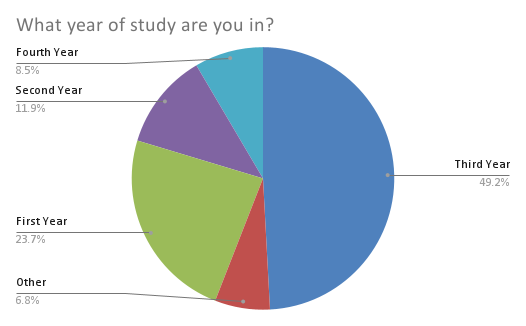 What year of study are you in?
Fourth Year
8.5%
Second Year
11.9%
Third Year
49.2%
First Year
23.7%
Other
6.8%